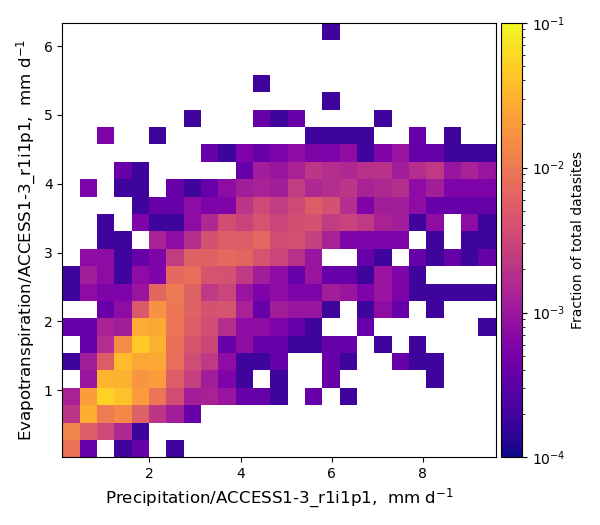 Evapotranspiration/ACCESS1-3_r1i1p1,  mm d⁻¹
6
5
4
3
2
1
2 4 6 8
Precipitation/ACCESS1-3_r1i1p1,  mm d⁻¹
10⁻¹
10⁻²
10⁻³
10⁻⁴
Fraction of total datasites